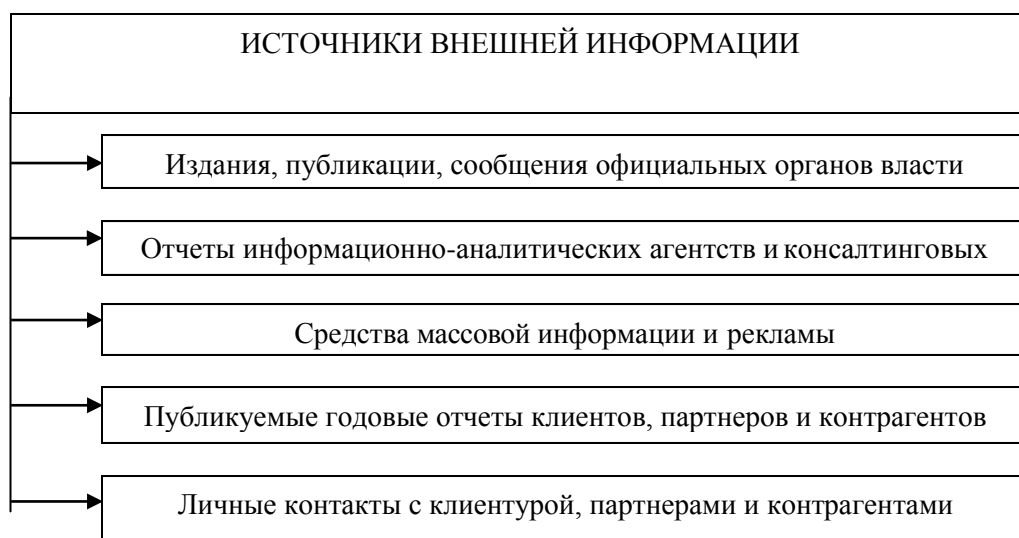 ИСТОЧНИКИ ВНЕШНЕЙ ИНФОРМАЦИИ
Издания, публикации, сообщения официальных органов власти
Отчеты информационно-аналитических агентств и консалтинговых
Средства массовой информации и рекламы
Публикуемые годовые отчеты клиентов, партнеров и контрагентов
Личные контакты с клиентурой, партнерами и контрагентами